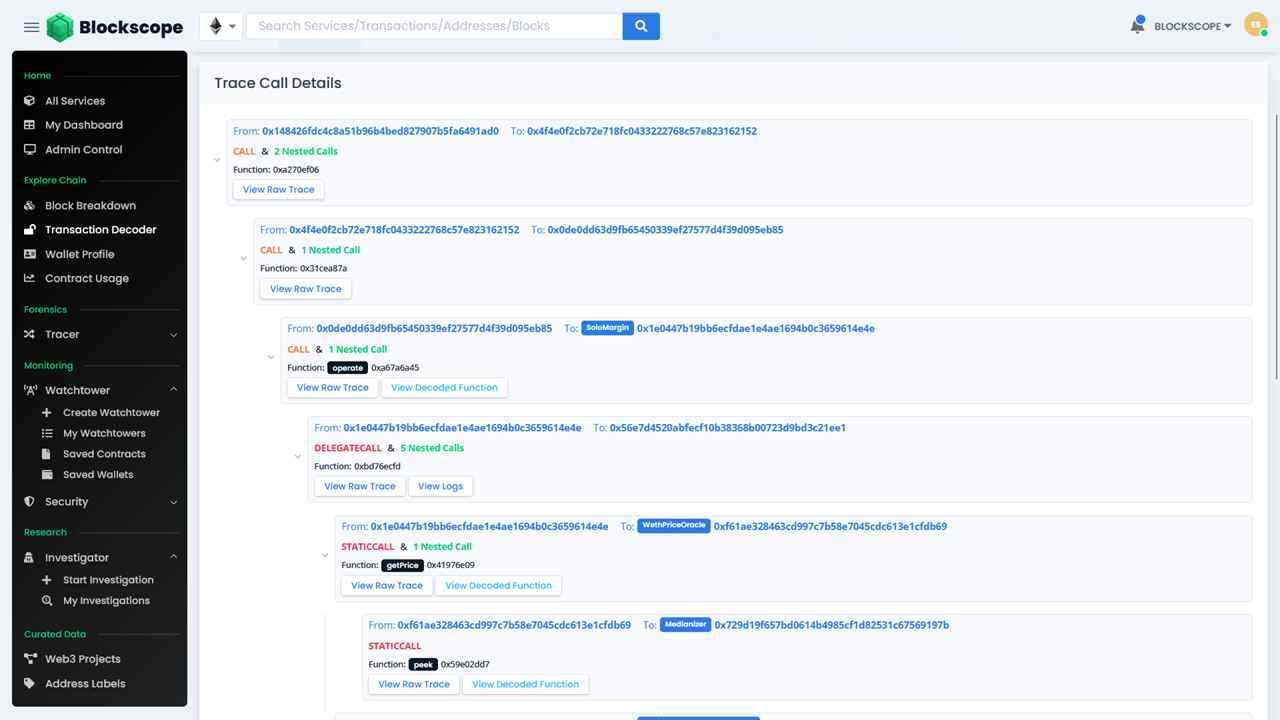 Blockscope
Search Services/Transactions/Addresses/Blocks
BLOCKSCOPE
ES
Home
All Services
My Dashboard
Admin Control
Explore Chain
Block Breakdown
Transaction Decoder
Wallet Profile
Contract Usage
Forensics
Tracer
Monitoring
Watchtower
Create Watchtower
My Watchtowers
Saved Contracts
Saved Wallets
Security
Research
Investigator
Start Investigation
My Investigations
Curated Data
Web3 Projects
Address Labels
Trace Call Details
From: 0x148426fdc4c8a51b96b4bed827907b5fa6491ad0 To: 0x4f4e0f2cb72e718fc0433222768c57e823162152
CALL & 2 Nested Calls
Function: 0xa270ef06
View Raw Trace
From: 0x4f4e0f2cb72e718fc0433222768c57e823162152 To: 0x0de0dd63d9fb65450339ef27577d4f39d095eb85
CALL & 1 Nested Call
Function: 0x31cea87a
View Raw Trace
From: 0x0de0dd63d9fb65450339ef27577d4f39d095eb85 To: SoloMargin 0x1e0447b19bb6ecfdae1e4ae1694b0c3659614e4e
CALL & 1 Nested Call
Function: operate 0xa67a6a45
View Raw Trace View Decoded Function
From: 0x1e0447b19bb6ecfdae1e4ae1694b0c3659614e4e To: 0x56e7d4520abfecf10b38368b00723d9bd3c21ee1
DELEGATECALL & 5 Nested Calls
Function: 0xbd76ecfd
View Raw Trace View Logs
From: 0x1e0447b19bb6ecfdae1e4ae1694b0c3659614e4e To: WethPriceOracle 0xf61ae328463cd997c7b58e7045cdc613e1cfdb69
STATICCALL & 1 Nested Call
Function: getPrice 0x41976e09
View Raw Trace View Decoded Function
From: 0xf61ae328463cd997c7b58e7045cdc613e1cfdb69 To: Medianizer 0x729d19f657bd0614b4985cf1d82531c67569197b
STATICCALL
Function: peek 0x59e02dd7
View Raw Trace View Decoded Function